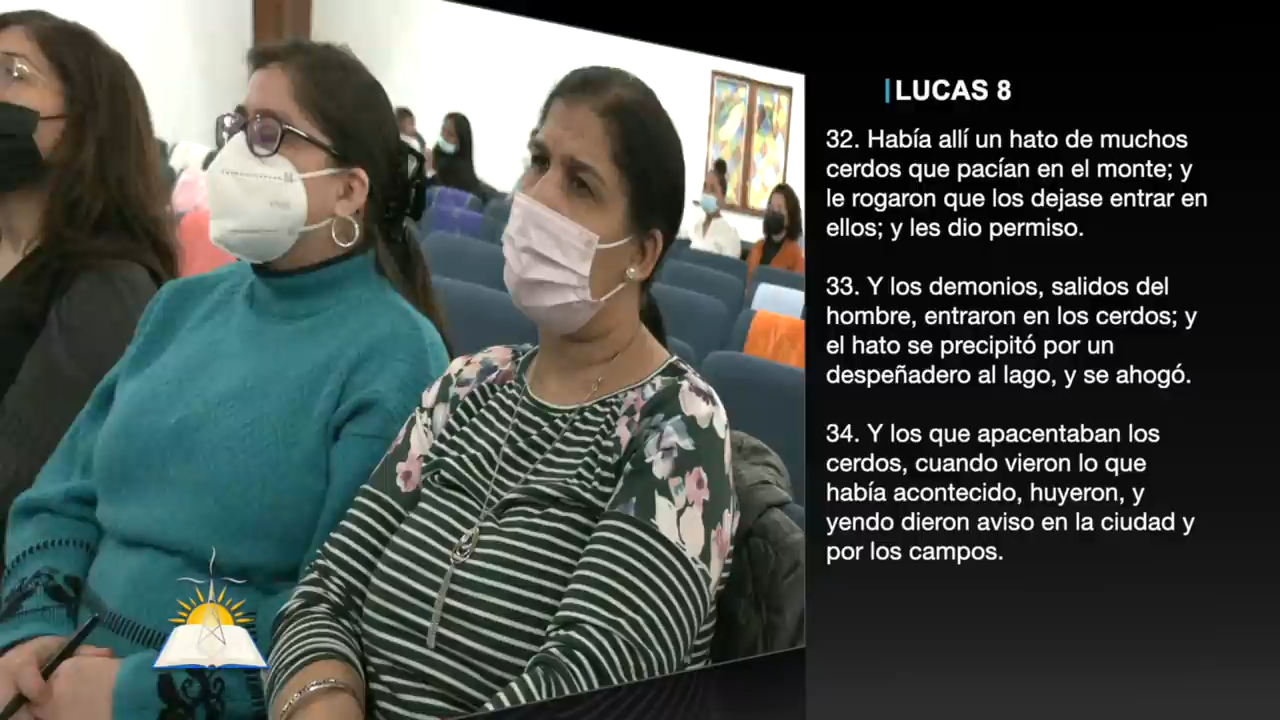 LUCAS 8
32. Había allí un hato de muchos
cerdos que pacían en el monte; y
le rogaron que los dejase entrar en
ellos; y les dio permiso.
33. Y los demonios, salidos del
hombre, entraron en los cerdos; y
el hato se precipitó por un
despeñadero al lago, y se ahogó.
34. Y los que apacentaban los
cerdos, cuando vieron lo que
había acontecido, huyeron, y
yendo dieron aviso en la ciudad y
por los campos.